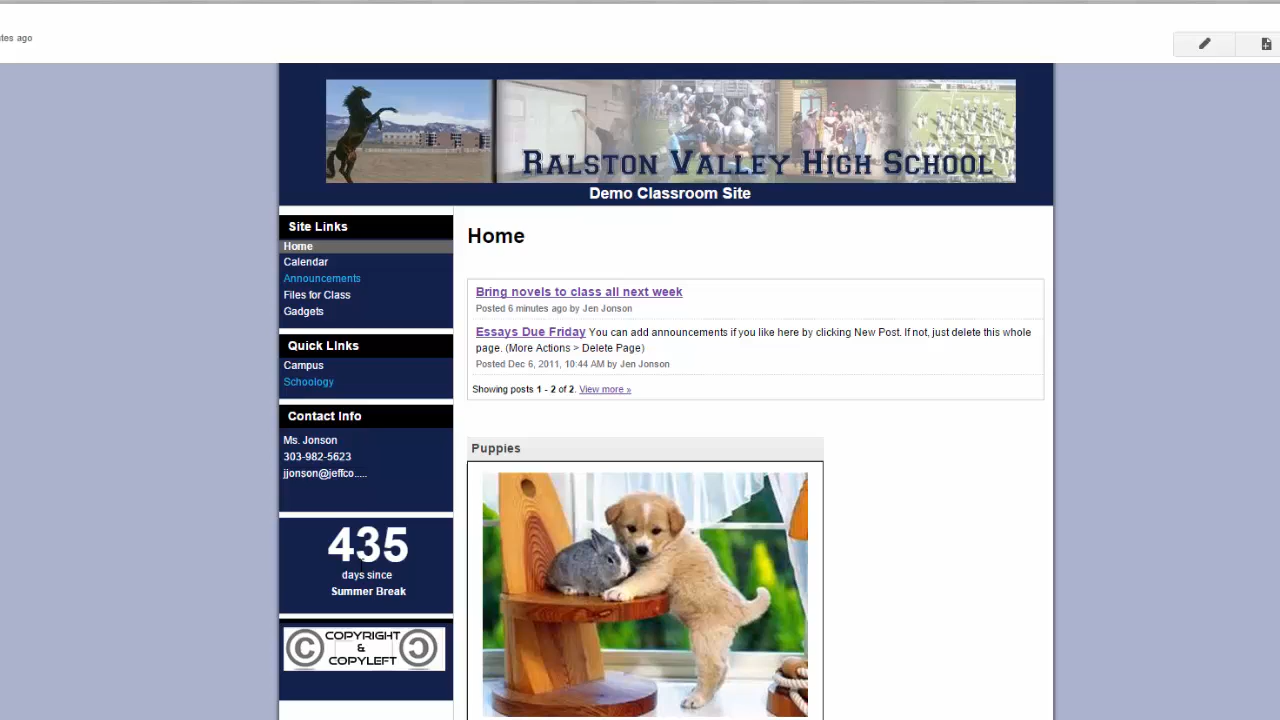 Ralston Valley High School
Demo Classroom Site
Site Links
Home
Calendar
Announcements
Files for Class
Gadgets
Quick LInks
Campus
Schoology
Contact Info
Ms. Jonson
303-982-5623
jjonson@jeffco.....
435
days since
Summer Break
COPYRIGHT
&
COPYLEFT
Home
Bring novels to class all next week
Posted 6 minutes ago by Jen Jonson
Essays Due Friday You can add announcements if you like here by clicking New Post. If not, just delete this whole
page. (More Actions > Delete Page)
Posted Dec 6, 2011, 10:44 AM by Jen Jonson
Showing posts 1 - 2 of 2. View more »
Puppies